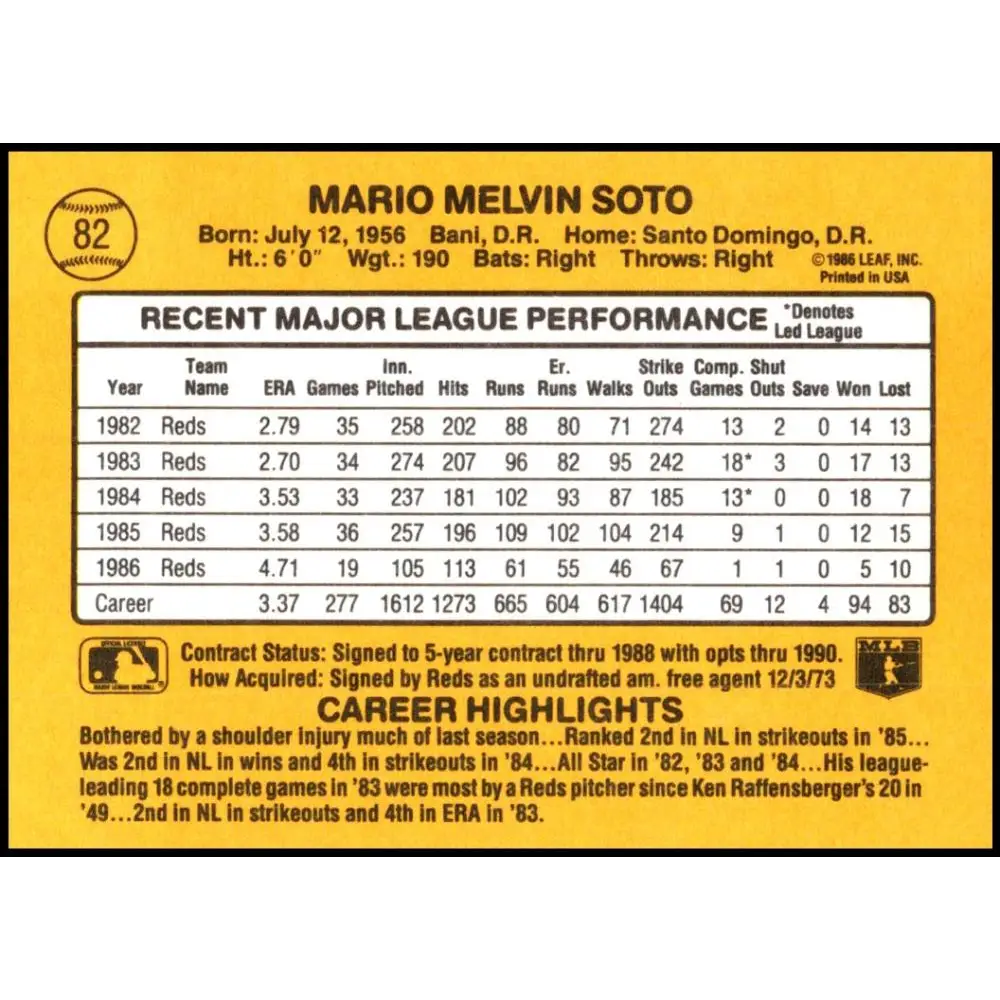 82
MARIO MELVIN SOTO
Born: July 12, 1956 Bani, D.R. Home: Santo Domingo, D.R.
Ht.: 6'0" Wgt.: 190 Bats: Right Throws: Right ©1986 LEAF, INC.
Printed in USA
RECENT MAJOR LEAGUE PERFORMANCE *Denotes Led League
Year Team Name ERA Games Inn. Pitched Hits Runs Er. Runs Walks Strike Outs Comp. Games Shut Outs Save Won Lost
1982 Reds 2.79 35 258 202 88 80 71 274 13 2 0 14 13
1983 Reds 2.70 34 274 207 96 82 95 242 18* 3 0 17 13
1984 Reds 3.53 33 237 181 102 93 87 185 13* 0 0 18 7
1985 Reds 3.58 36 257 196 109 102 104 214 9 1 0 12 15
1986 Reds 4.71 19 105 113 61 55 46 67 1 1 0 5 10
Career 3.37 277 1612 1273 665 604 617 1404 69 12 4 94 83
Contract Status: Signed to 5-year contract thru 1988 with opts thru 1990.
How Acquired: Signed by Reds as an undrafted am. free agent 12/3/73
MLB
CAREER HIGHLIGHTS
Bothered by a shoulder injury much of last season...Ranked 2nd in NL in strikeouts in '85...
Was 2nd in NL in wins and 4th in strikeouts in '84...All Star in '82, '83 and '84...His league-
leading 18 complete games in '83 were most by a Reds pitcher since Ken Raffensberger's 20 in
'49...2nd in NL in strikeouts and 4th in ERA in '83.